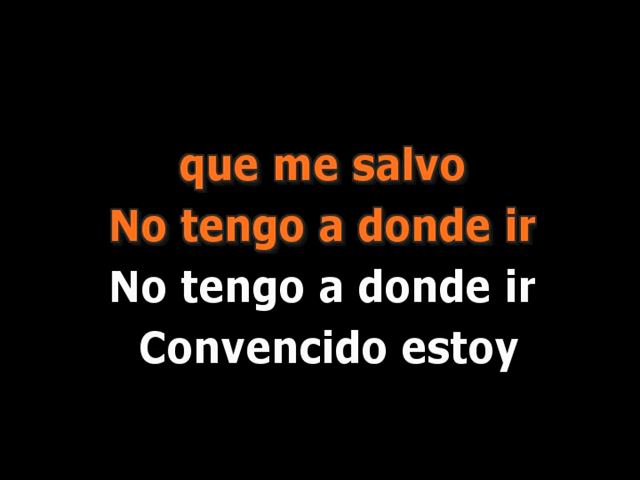 que me salvo
No tengo a donde ir
No tengo a donde ir
Convencido estoy